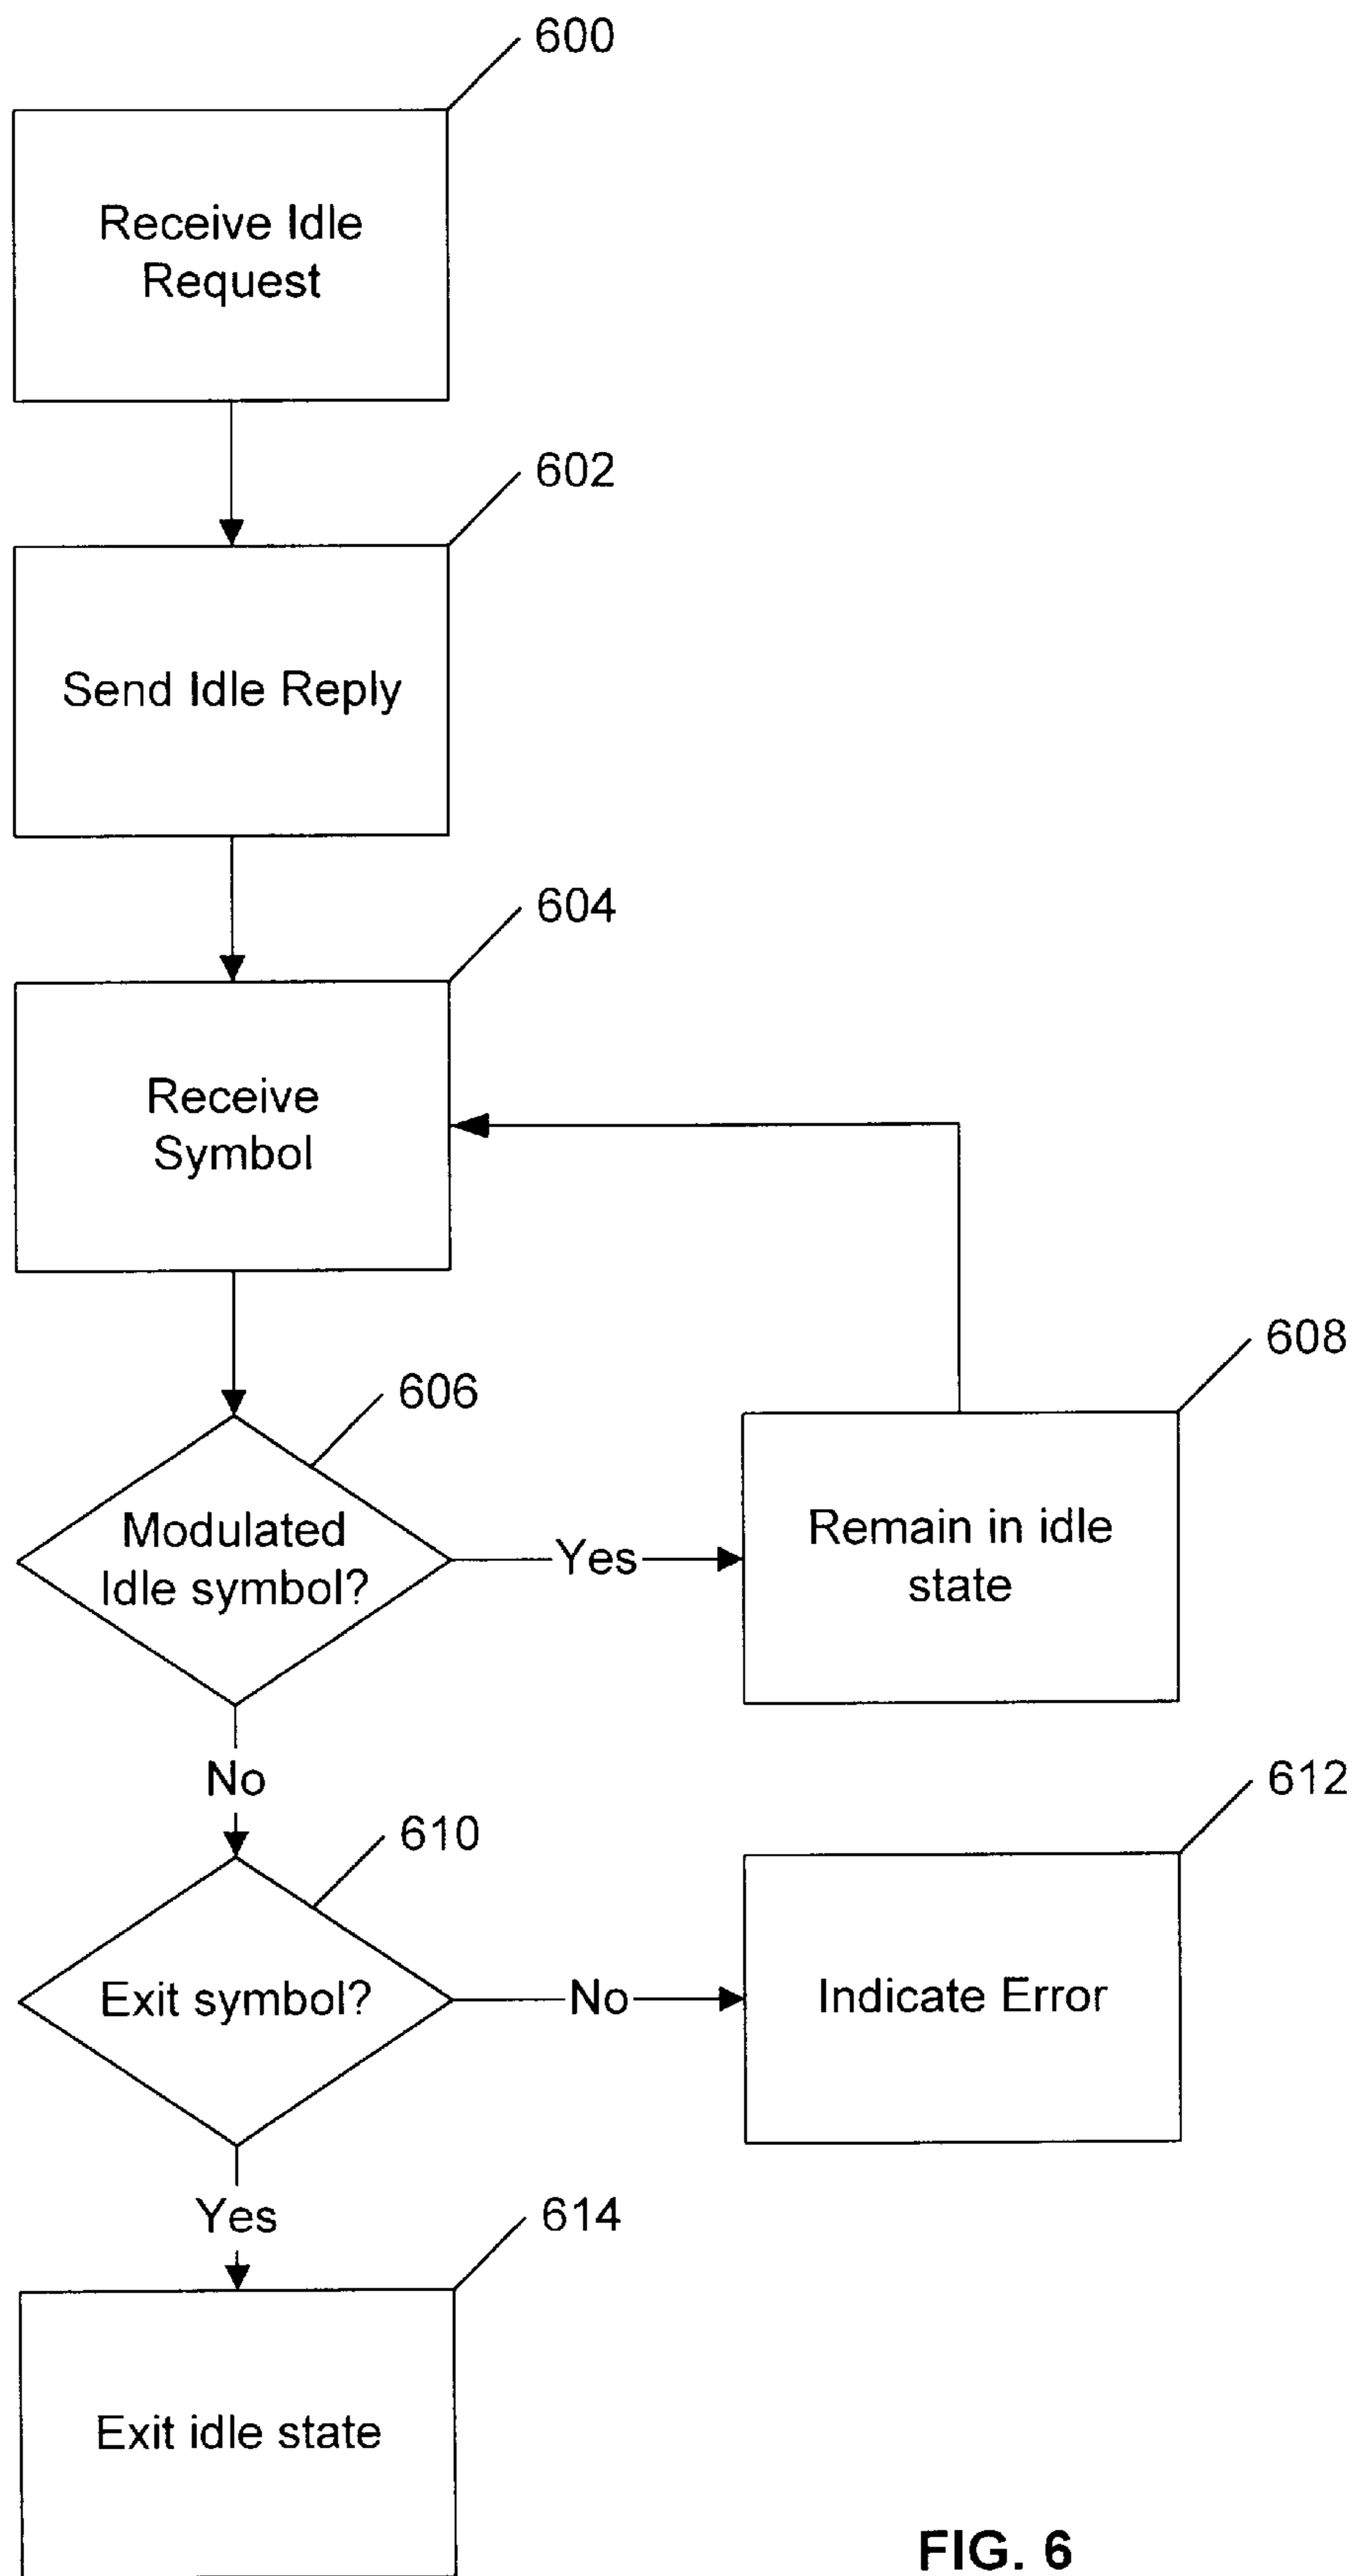 600
Receive Idle
Request
602
Send Idle Reply
604
Receive
Symbol
606
Modulated
Idle symbol?
Yes
608
Remain in idle
state
No
610
Exit symbol?
No
612
Indicate Error
Yes
614
Exit idle state
FIG. 6